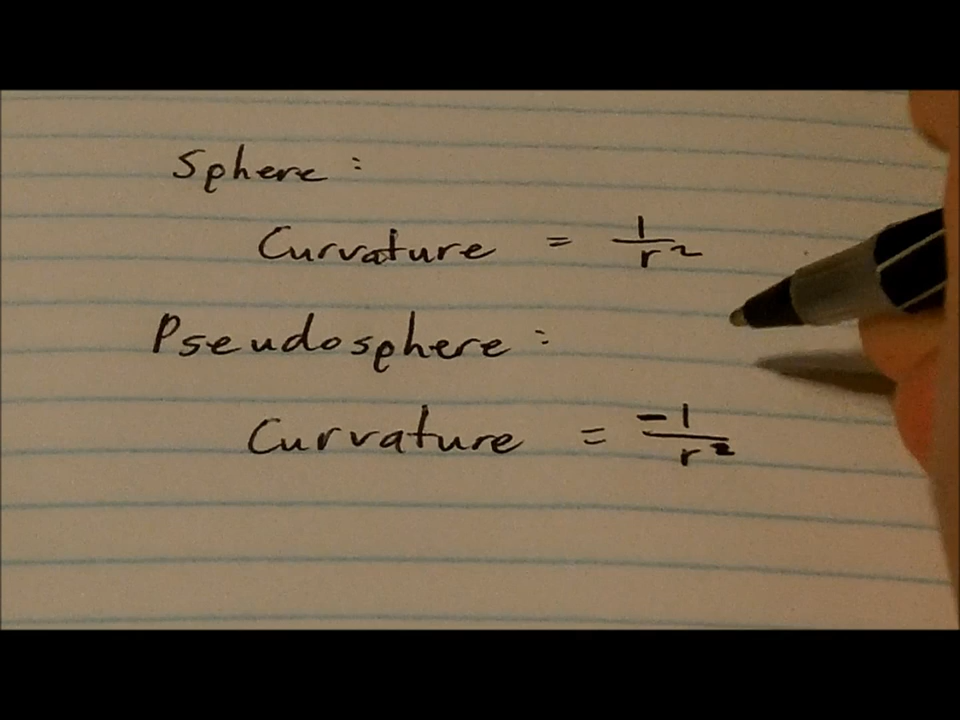 Sphere:
Curvature = 1/r²
Pseudosphere:
Curvature = -1/r²